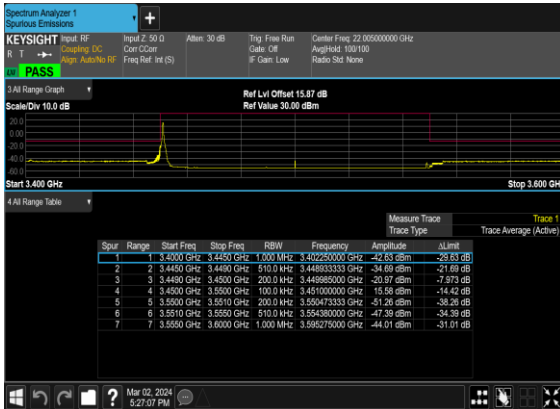 Spectrum Analyzer 1
Spurious Emissions
+
KEYSIGHT Input: RF Input Z: 50 Ω Atten: 30 dB Trig: Free Run Center Freq: 22.005000000 GHz
R T Coupling: DC Corr CCorr Gate: Off Avg|Hold: 100/100
Align: Auto/No RF Freq Ref: Int (S) IF Gain: Low Radio Std: None
LXI PASS
3 All Range Graph
Ref Lvl Offset 15.87 dB
Scale/Div 10.0 dB Ref Value 30.00 dBm
20.0
0.00
-20.0
-40.0
-60.0
Start 3.400 GHz Stop 3.600 GH
4 All Range Table
Measure Trace Trace 1
Trace Type Trace Average (Active)
Spur Range Start Freq Stop Freq RBW Frequency Amplitude ΔLimit
1 1 3.4000 GHz 3.4450 GHz 1.000 MHz 3.402250000 GHz -42.63 dBm -29.63 dB
2 2 3.4450 GHz 3.4490 GHz 510.0 kHz 3.448933333 GHz -34.69 dBm -21.69 dB
3 3 3.4490 GHz 3.4500 GHz 200.0 kHz 3.449985000 GHz -20.97 dBm -7.973 dB
4 4 3.4500 GHz 3.5500 GHz 100.0 kHz 3.451000000 GHz 15.58 dBm -14.42 dB
5 5 3.5500 GHz 3.5510 GHz 200.0 kHz 3.550473333 GHz -51.26 dBm -38.26 dB
6 6 3.5510 GHz 3.5550 GHz 510.0 kHz 3.554380000 GHz -47.39 dBm -34.39 dB
7 7 3.5550 GHz 3.6000 GHz 1.000 MHz 3.595275000 GHz -44.01 dBm -31.01 dB
? Mar 02, 2024
5:27:07 PM